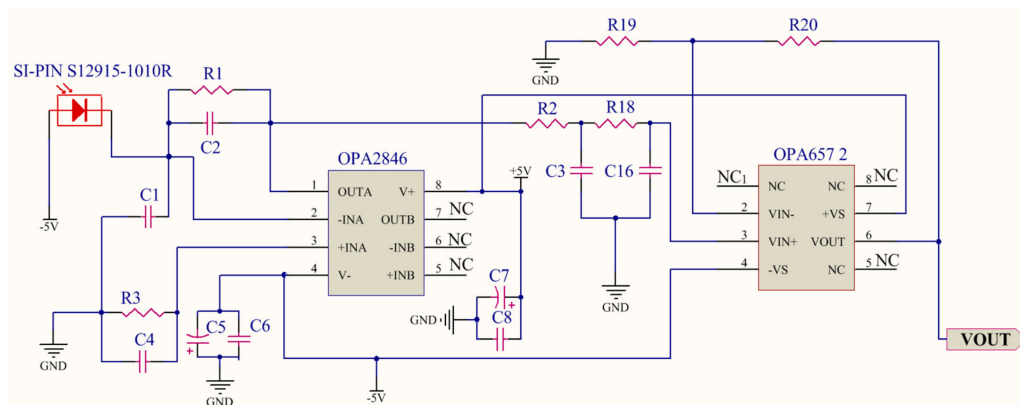 R19
R20
GND
SI-PIN S12915-1010R
R1
C2
R2
R18
OPA2846
C3
C16
OPA657 2
+5V
1 OUTA V+ 8
2 -INA OUTB 7 NC
3 +INA -INB 6 NC
4 V- +INB 5 NC
NC 1 NC NC 8 NC
2 VIN- +VS 7
3 VIN+ VOUT 6
4 -VS NC 5 NC
C1
-5V
R3
C4
GND
C5
C6
GND
C7
+
C8
GND
GND
+
-5V
VOUT